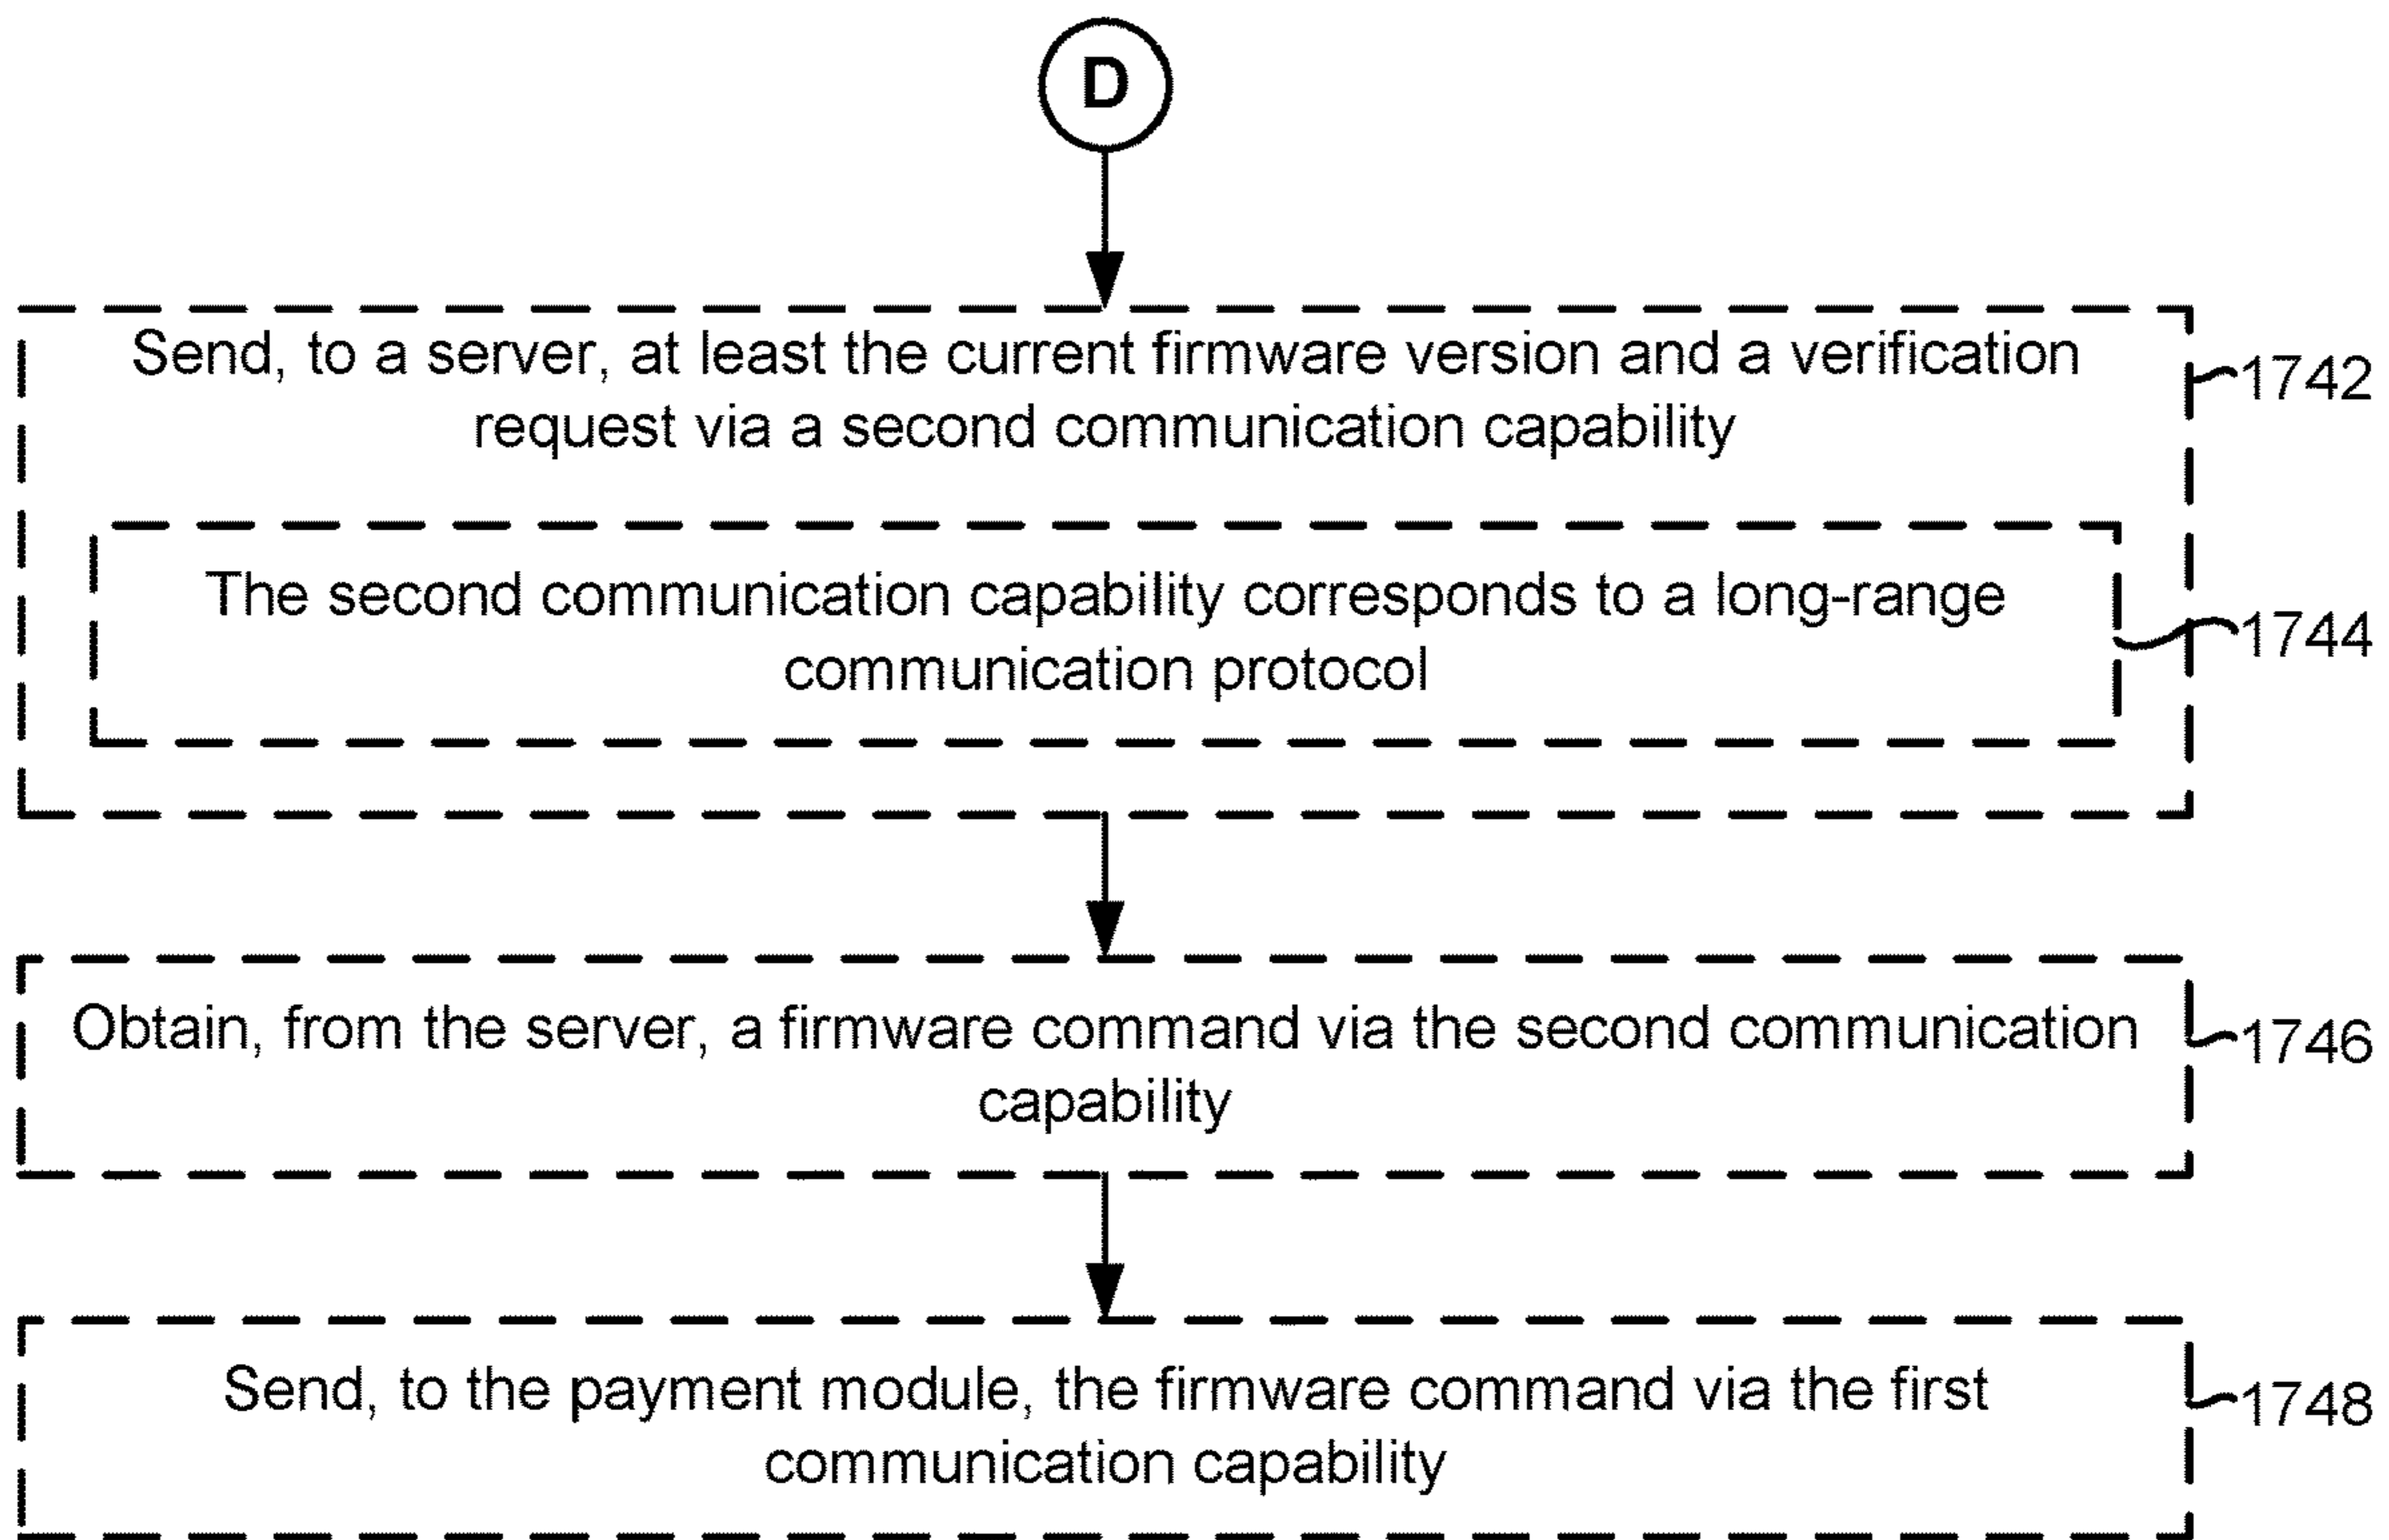 D
Send, to a server, at least the current firmware version and a verification
request via a second communication capability
1742
The second communication capability corresponds to a long-range
communication protocol
1744
Obtain, from the server, a firmware command via the second communication
capability
1746
Send, to the payment module, the firmware command via the first
communication capability
1748